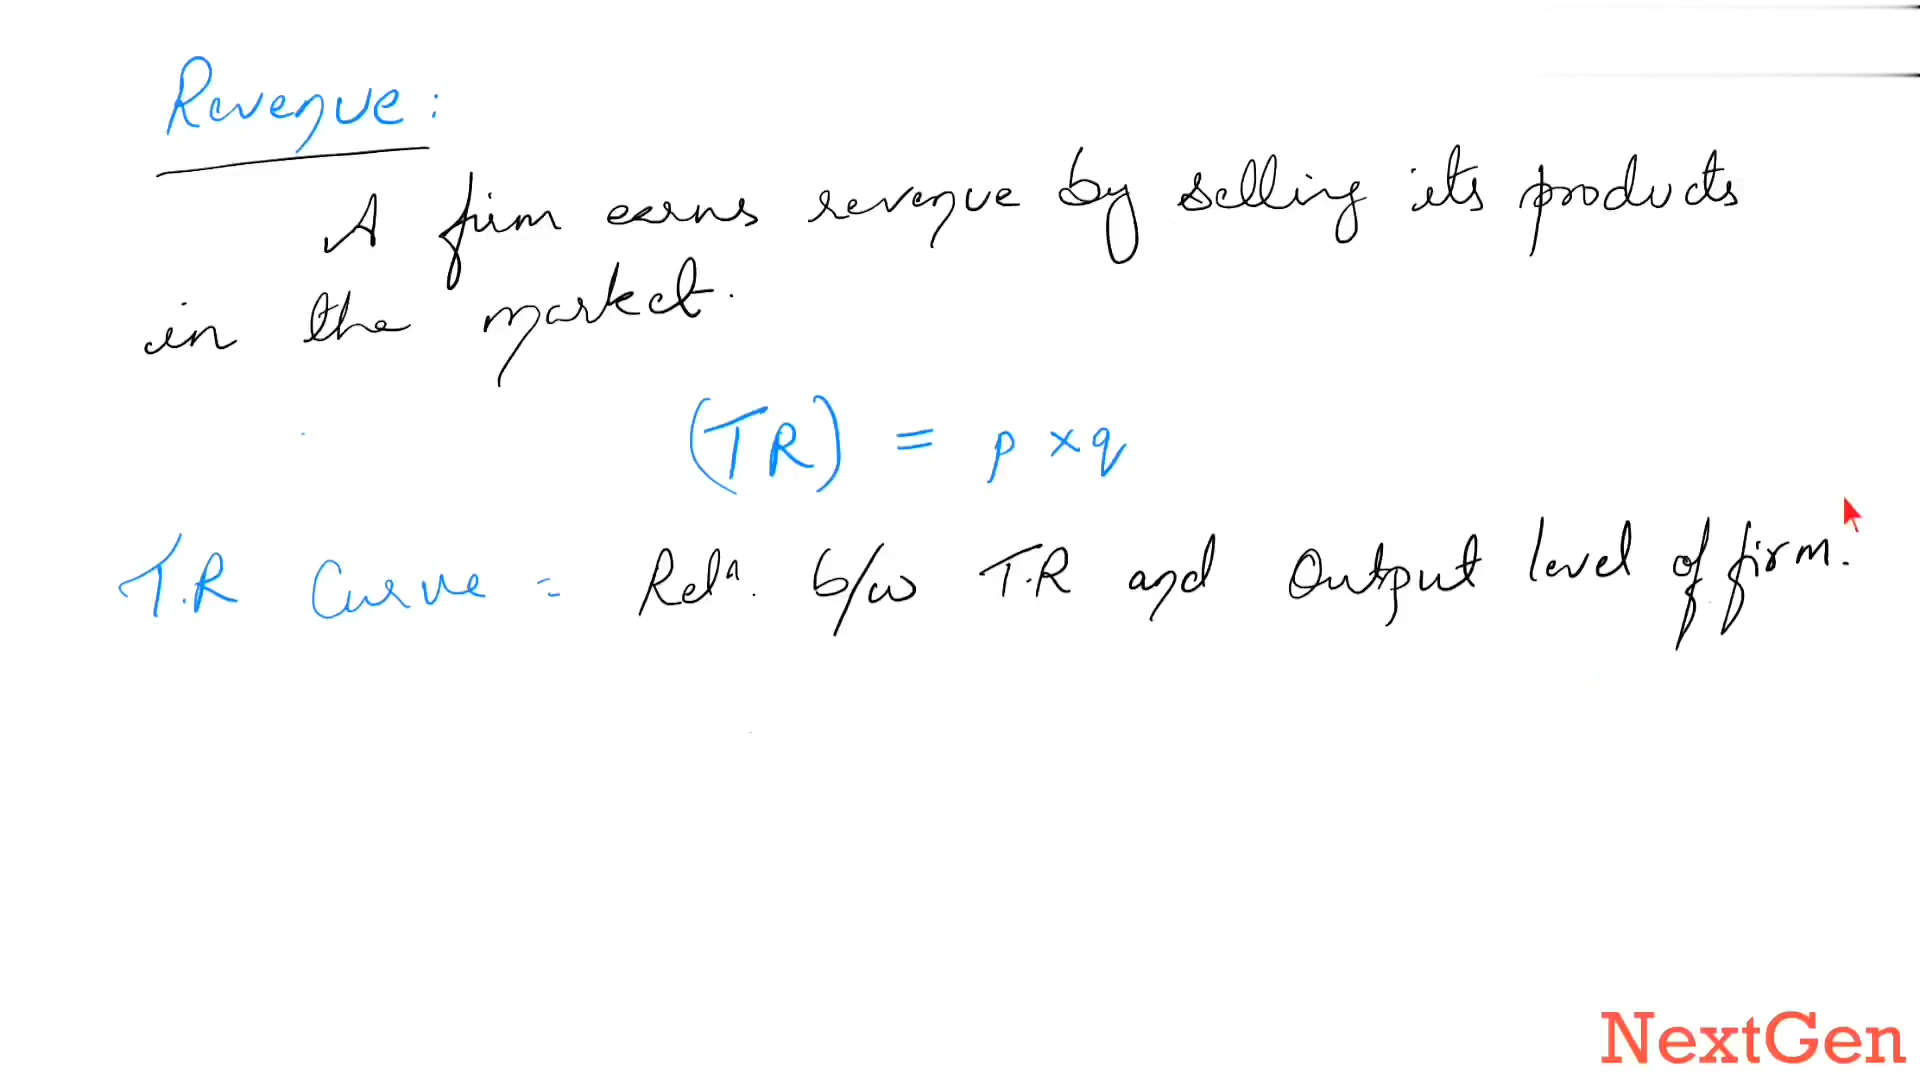 Revenue:
A firm earns revenue by selling its products
in the market.
(TR) = p × q
T.R Curve = Relⁿ. b/w T.R and Output level of firm.
NextGen